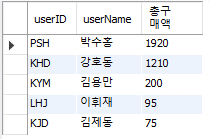 userID userName 총구
매액
PSH 박수홍 1920
KHD 강호동 1210
KYM 김용만 200
LHJ 이휘재 95
KJD 김제동 75